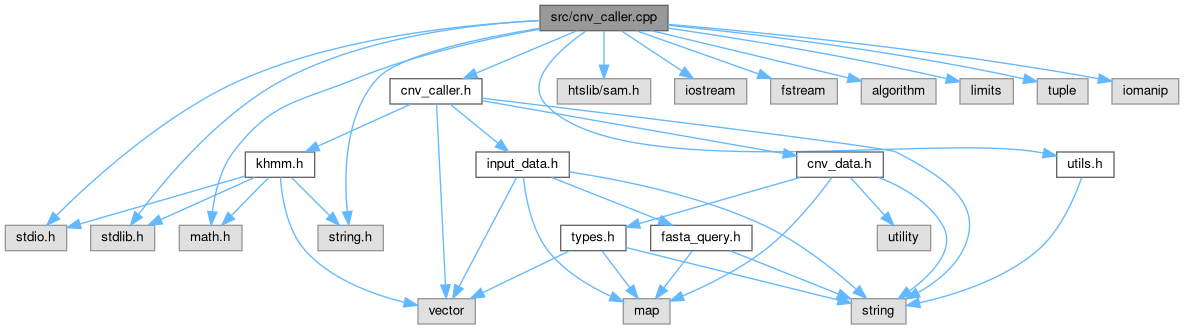 src/cnv_caller.cpp
cnv_caller.h
htslib/sam.h
iostream
fstream
algorithm
limits
tuple
iomanip
khmm.h
input_data.h
cnv_data.h
utils.h
stdio.h
stdlib.h
math.h
string.h
types.h
fasta_query.h
utility
vector
map
string